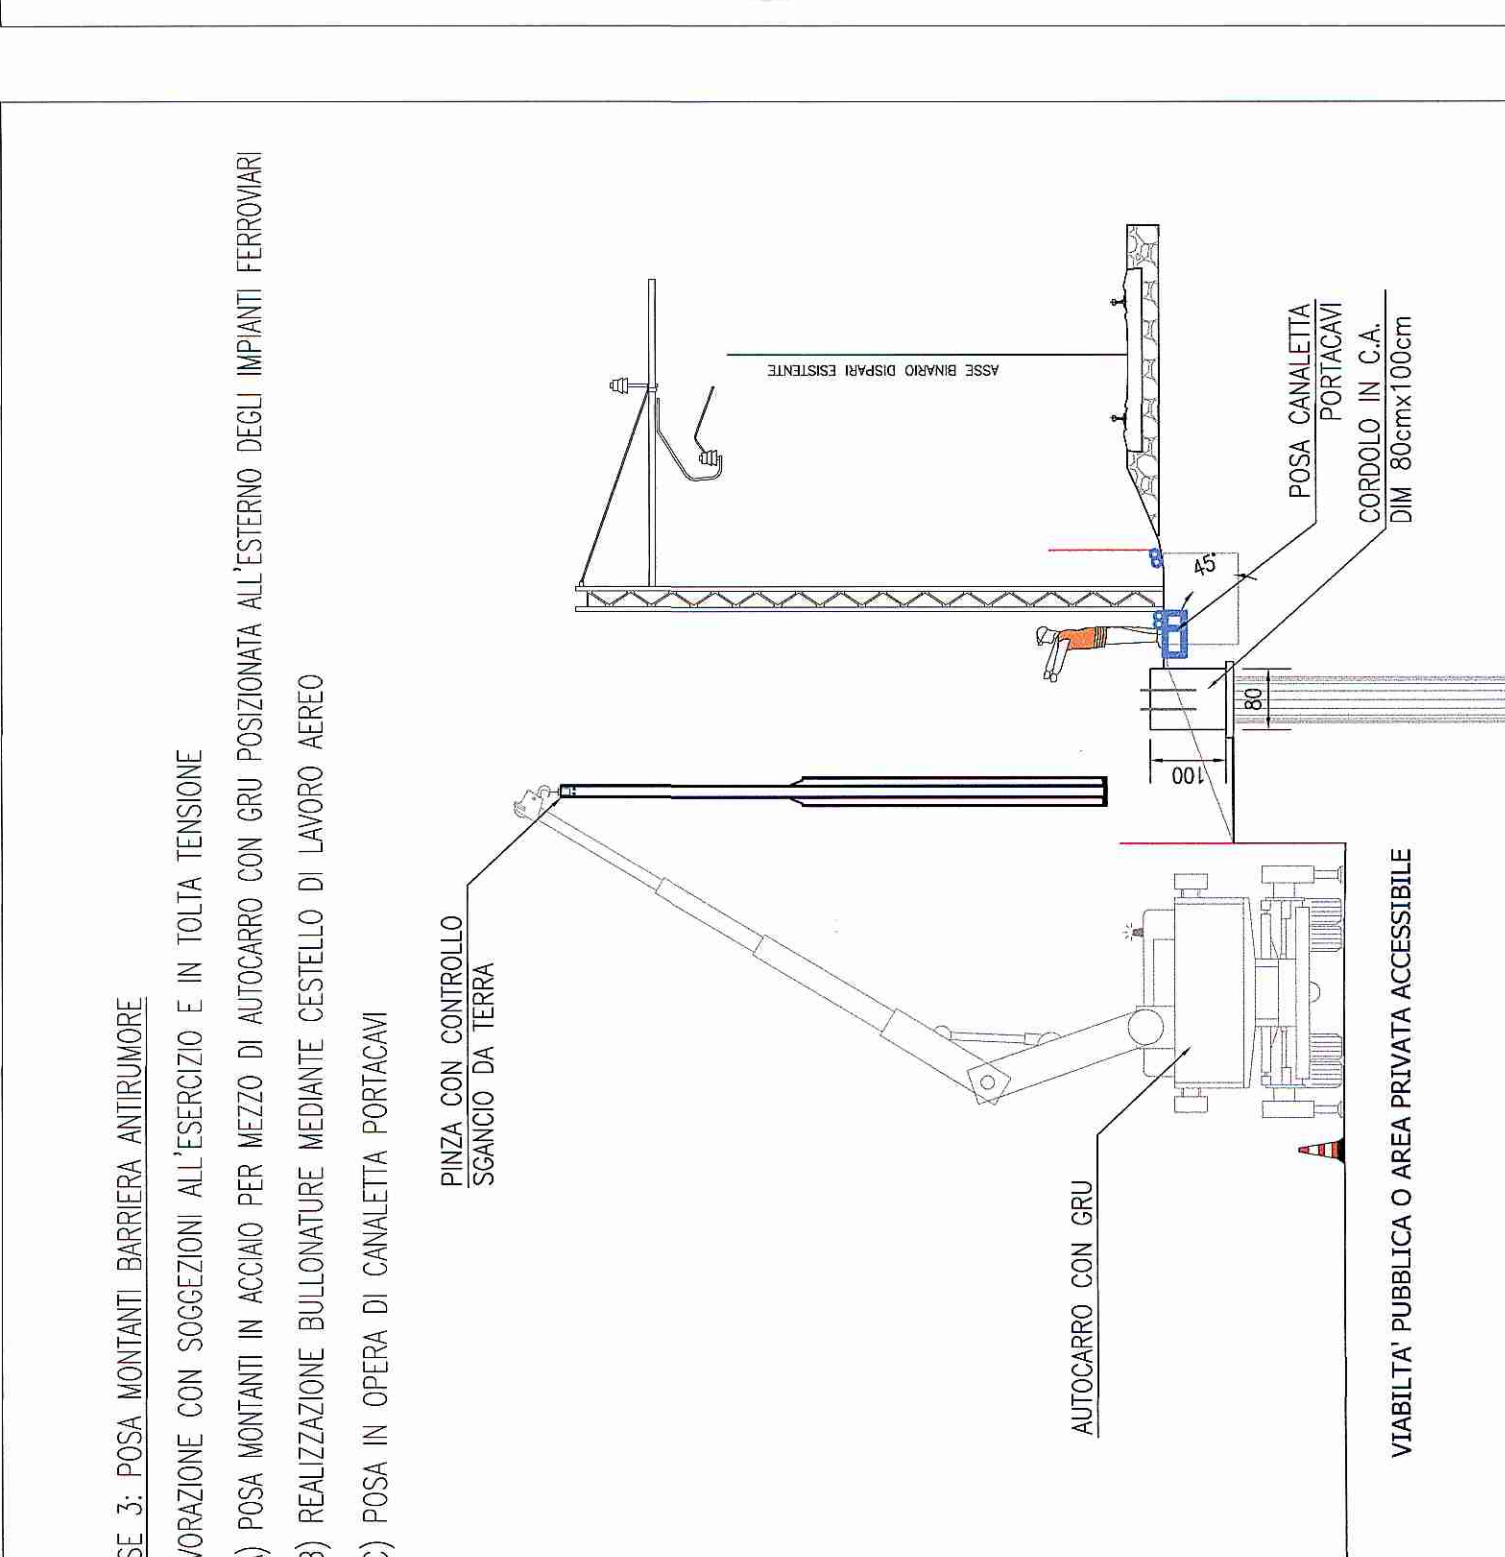 SE 3: POSA MONTANTI BARRIERA ANTIRUMORE
VORAZIONE CON SOGGEZIONI ALL'ESERCIZIO E IN TOLTA TENSIONE
A) POSA MONTANTI IN ACCIAIO PER MEZZO DI AUTOCARRO CON GRU POSIZIONATA ALL'ESTERNO DEGLI IMPIANTI FERROVIARI
B) REALIZZAZIONE BULLONATURE MEDIANTE CESTELLO DI LAVORO AEREO
C) POSA IN OPERA DI CANALETTA PORTACAVI
PINZA CON CONTROLLO
SGANCIO DA TERRA
ASSE BINARIO DISPARI ESISTENTE
AUTOCARRO CON GRU
100
80
45°
POSA CANALETTA
PORTACAVI
CORDOLO IN C.A.
DIM 80cmx100cm
VIABILTA' PUBBLICA O AREA PRIVATA ACCESSIBILE